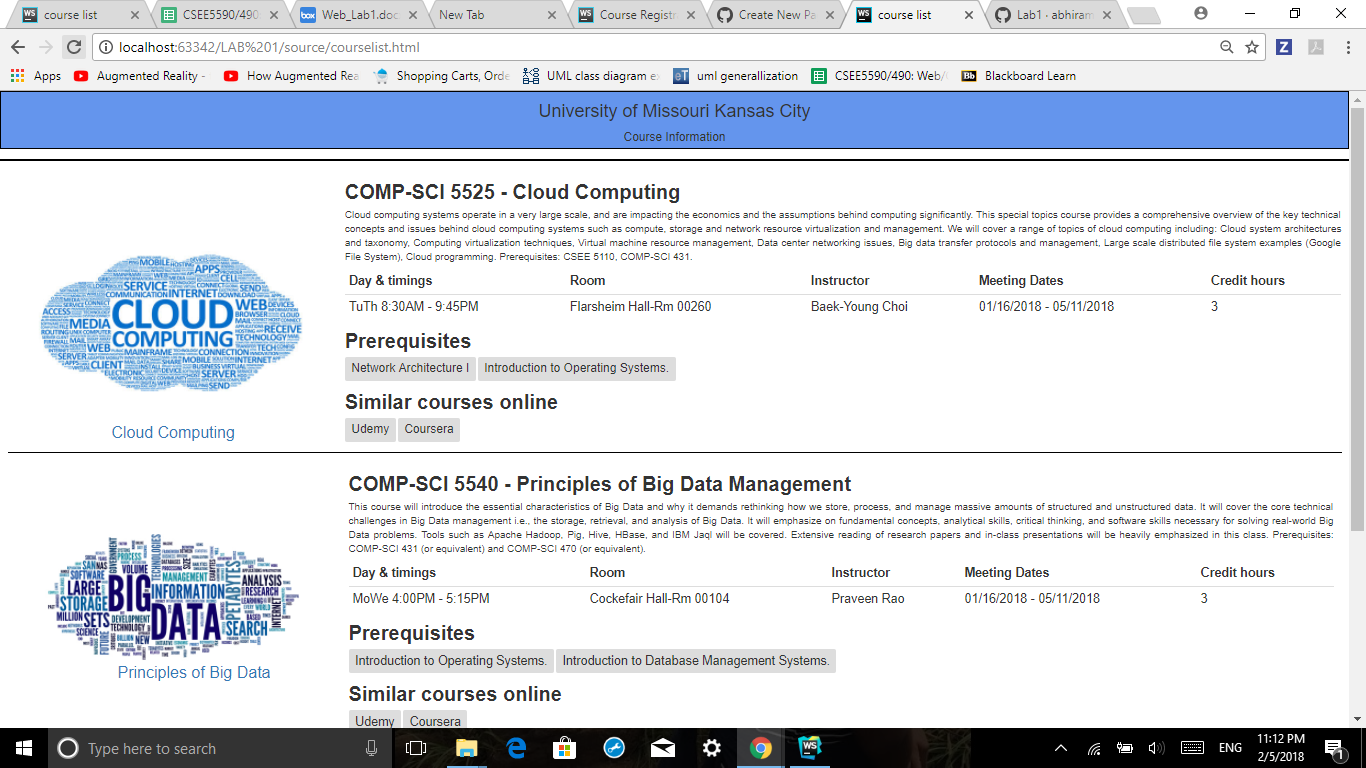 course list
CSEE5590/490:
Web_Lab1.doc
New Tab
Course Registr
Create New Pa
course list
Lab1 · abhiram
localhost:63342/LAB%201/source/courselist.html
Apps
Augmented Reality -
How Augmented Rea
Shopping Carts, Orde
UML class diagram ex
uml generallization
CSEE5590/490: Web/
Blackboard Learn
University of Missouri Kansas City
Course Information
COMP-SCI 5525 - Cloud Computing
Cloud computing systems operate in a very large scale, and are impacting the economics and the assumptions behind computing significantly. This special topics course provides a comprehensive overview of the key technical
concepts and issues behind cloud computing systems such as compute, storage and network resource virtualization and management. We will cover a range of topics of cloud computing including: Cloud system architectures
and taxonomy, Computing virtualization techniques, Virtual machine resource management, Data center networking issues, Big data transfer protocols and management, Large scale distributed file system examples (Google
File System), Cloud programming. Prerequisites: CSEE 5110, COMP-SCI 431.
Day & timings Room Instructor Meeting Dates Credit hours
TuTh 8:30AM - 9:45PM Flarsheim Hall-Rm 00260 Baek-Young Choi 01/16/2018 - 05/11/2018 3
Prerequisites
Network Architecture I Introduction to Operating Systems.
Similar courses online
Udemy Coursera
CLOUD
COMPUTING
Cloud Computing
COMP-SCI 5540 - Principles of Big Data Management
This course will introduce the essential characteristics of Big Data and why it demands rethinking how we store, process, and manage massive amounts of structured and unstructured data. It will cover the core technical
challenges in Big Data management i.e., the storage, retrieval, and analysis of Big Data. It will emphasize on fundamental concepts, analytical skills, critical thinking, and software skills necessary for solving real-world Big
Data problems. Tools such as Apache Hadoop, Pig, Hive, HBase, and IBM Jaql will be covered. Extensive reading of research papers and in-class presentations will be heavily emphasized in this class. Prerequisites:
COMP-SCI 431 (or equivalent) and COMP-SCI 470 (or equivalent).
Day & timings Room Instructor Meeting Dates Credit hours
MoWe 4:00PM - 5:15PM Cockefair Hall-Rm 00104 Praveen Rao 01/16/2018 - 05/11/2018 3
Prerequisites
Introduction to Operating Systems. Introduction to Database Management Systems.
Similar courses online
Udemy Coursera
BIG
DATA
INFORMATION
MANAGEMENT
ANALYSIS
RESEARCH
LARGE
STORAGE
SETS
PETABYTES
SEARCH
Principles of Big Data
Type here to search
ENG
11:12 PM
2/5/2018
1